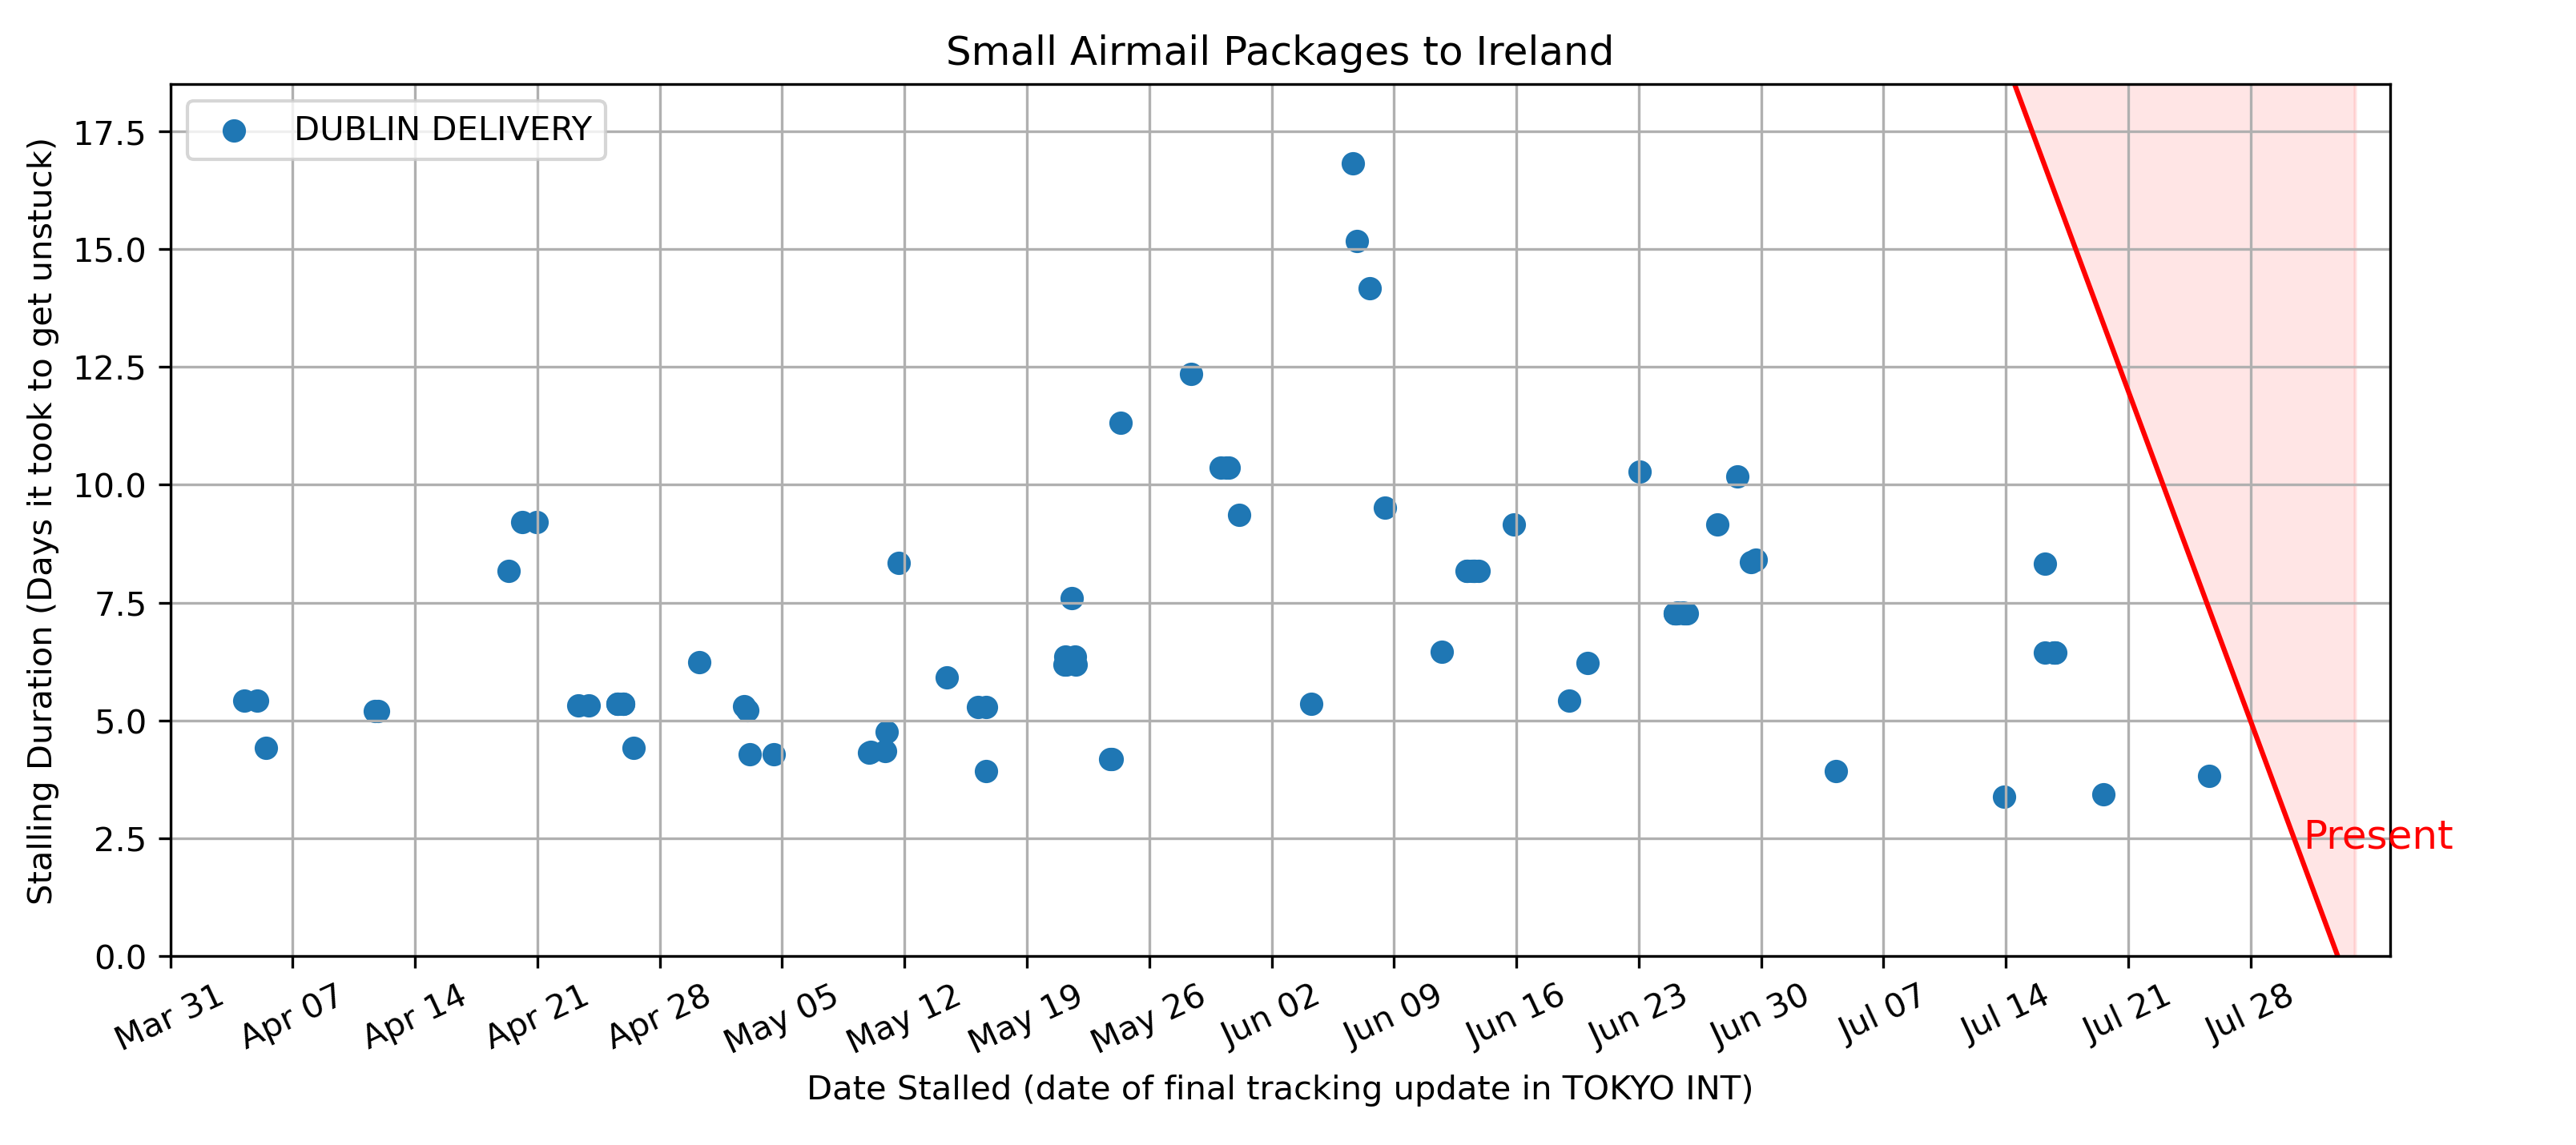 Small Airmail Packages to Ireland
DUBLIN DELIVERY
Stalling Duration (Days it took to get unstuck)
17.5
15.0
12.5
10.0
7.5
5.0
2.5
0.0
Present
Mar 31
Apr 07
Apr 14
Apr 21
Apr 28
May 05
May 12
May 19
May 26
Jun 02
Jun 09
Jun 16
Jun 23
Jun 30
Jul 07
Jul 14
Jul 21
Jul 28
Date Stalled (date of final tracking update in TOKYO INT)